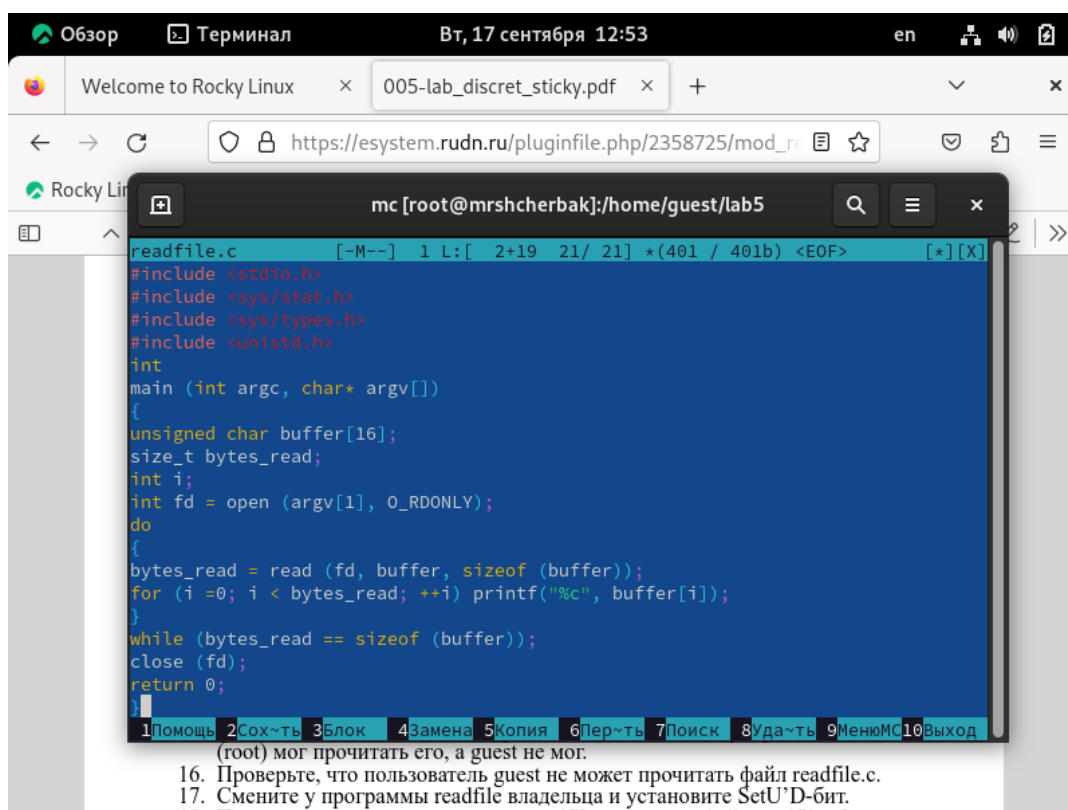 Обзор Терминал Вт, 17 сентября 12:53 en
Welcome to Rocky Linux × 005-lab_discret_sticky.pdf × +
https://esystem.rudn.ru/pluginfile.php/2358725/mod_re
Rocky Lin
mc [root@mrshcherbak]:/home/guest/lab5
readfile.c [-M--] 1 L:[ 2+19 21/ 21] *(401 / 401b) <EOF> [*][X]
#include <stdio.h>
#include <sys/stat.h>
#include <sys/types.h>
#include <unistd.h>
int
main (int argc, char* argv[])
{
unsigned char buffer[16];
size_t bytes_read;
int i;
int fd = open (argv[1], O_RDONLY);
do
{
bytes_read = read (fd, buffer, sizeof (buffer));
for (i =0; i < bytes_read; ++i) printf("%c", buffer[i]);
}
while (bytes_read == sizeof (buffer));
close (fd);
return 0;
}
1Помощь 2Сох~ть 3Блок 4Замена 5Копия 6Пер~ть 7Поиск 8Уда~ть 9МенюMC10Выход
(root) мог прочитать его, a guest не мог.
16. Проверьте, что пользователь guest не может прочитать файл readfile.c.
17. Смените у программы readfile владельца и установите SetU'D-бит.